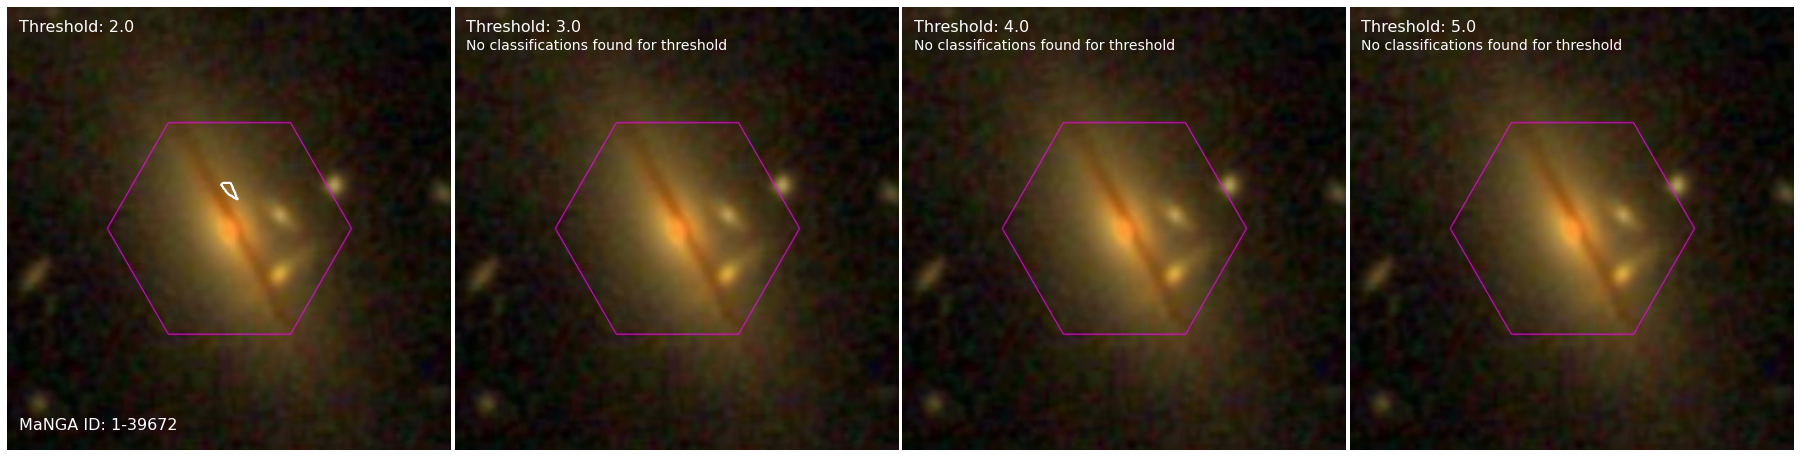 Threshold: 2.0
MaNGA ID: 1-39672
Threshold: 3.0
No classifications found for threshold
Threshold: 4.0
No classifications found for threshold
Threshold: 5.0
No classifications found for threshold